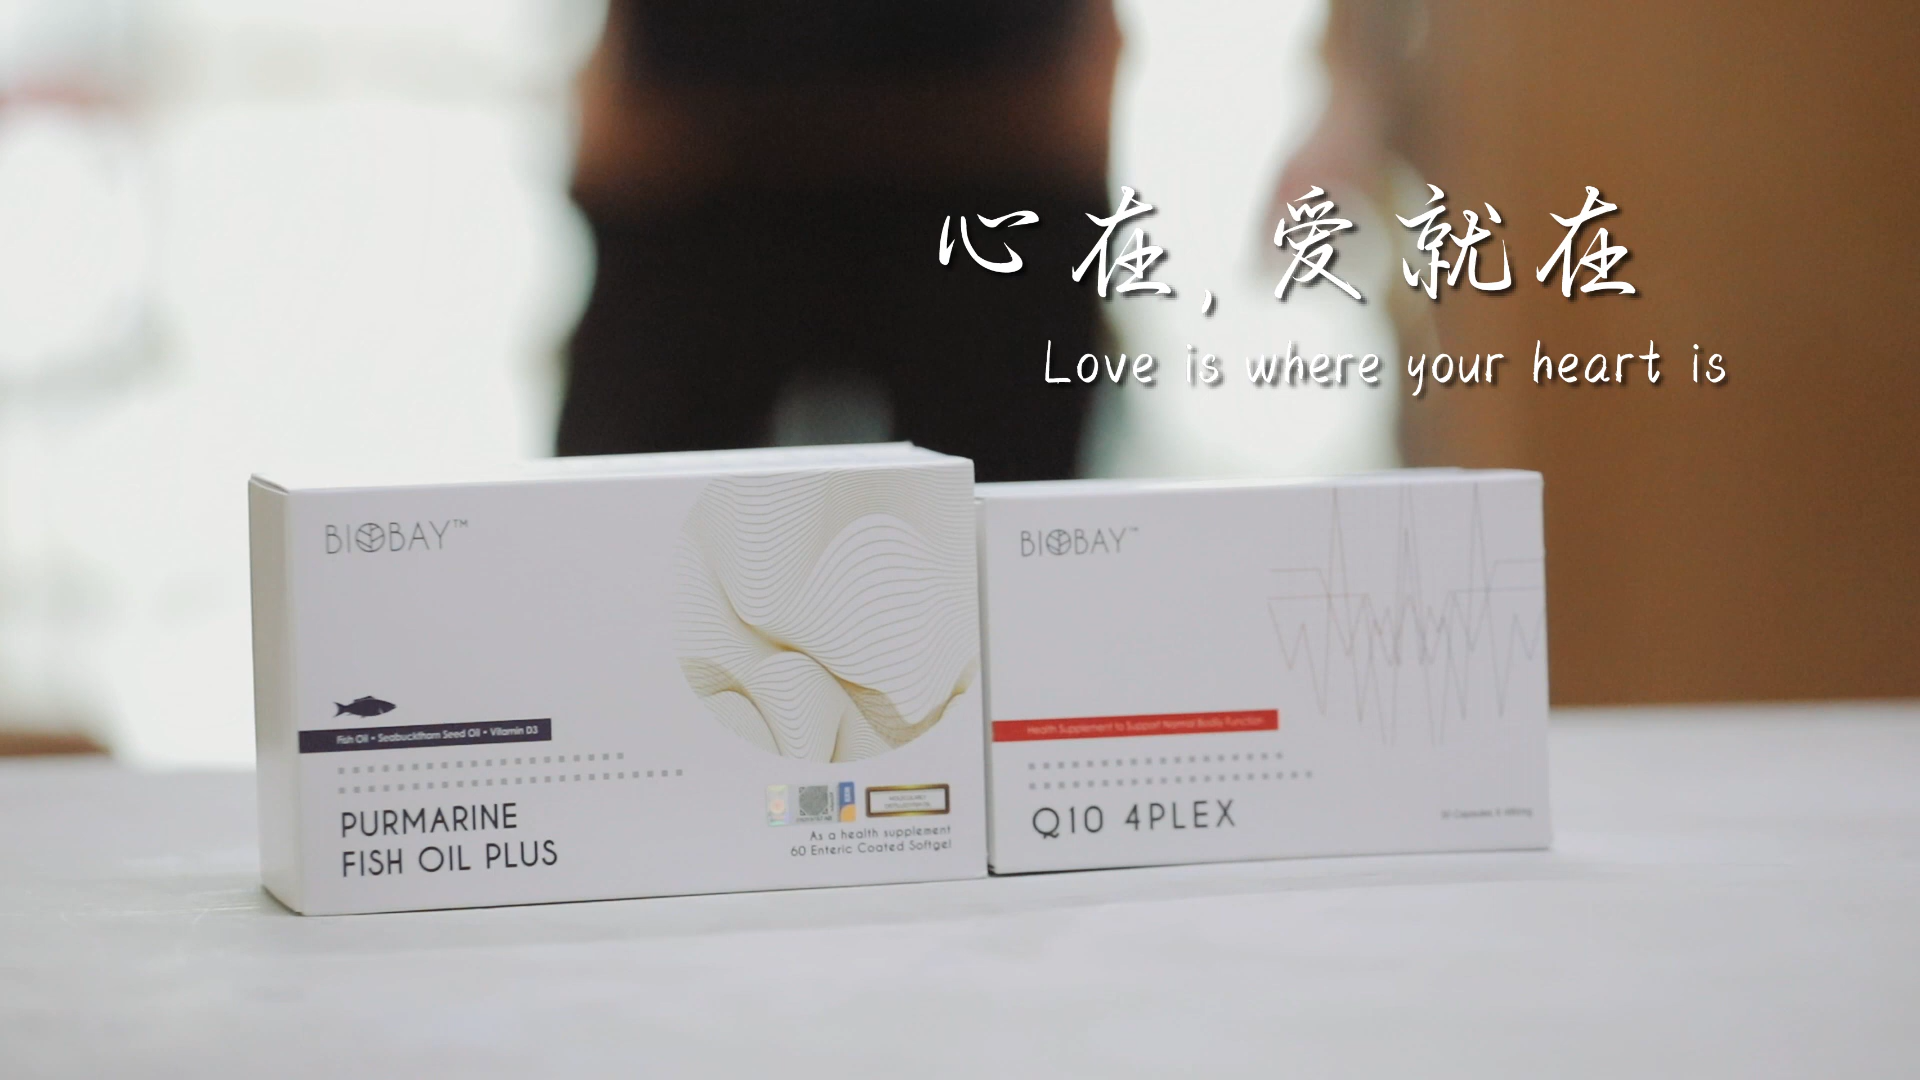 心在,爱就在
Love is where your heart is
BIOBAY™
Fish Oil • Seabuckthorn Seed Oil • Vitamin D3
PURMARINE
FISH OIL PLUS
As a health supplement
60 Enteric Coated Softgel
BIOBAY™
Health Supplement to Support Normal Bodily Function
Q10 4PLEX